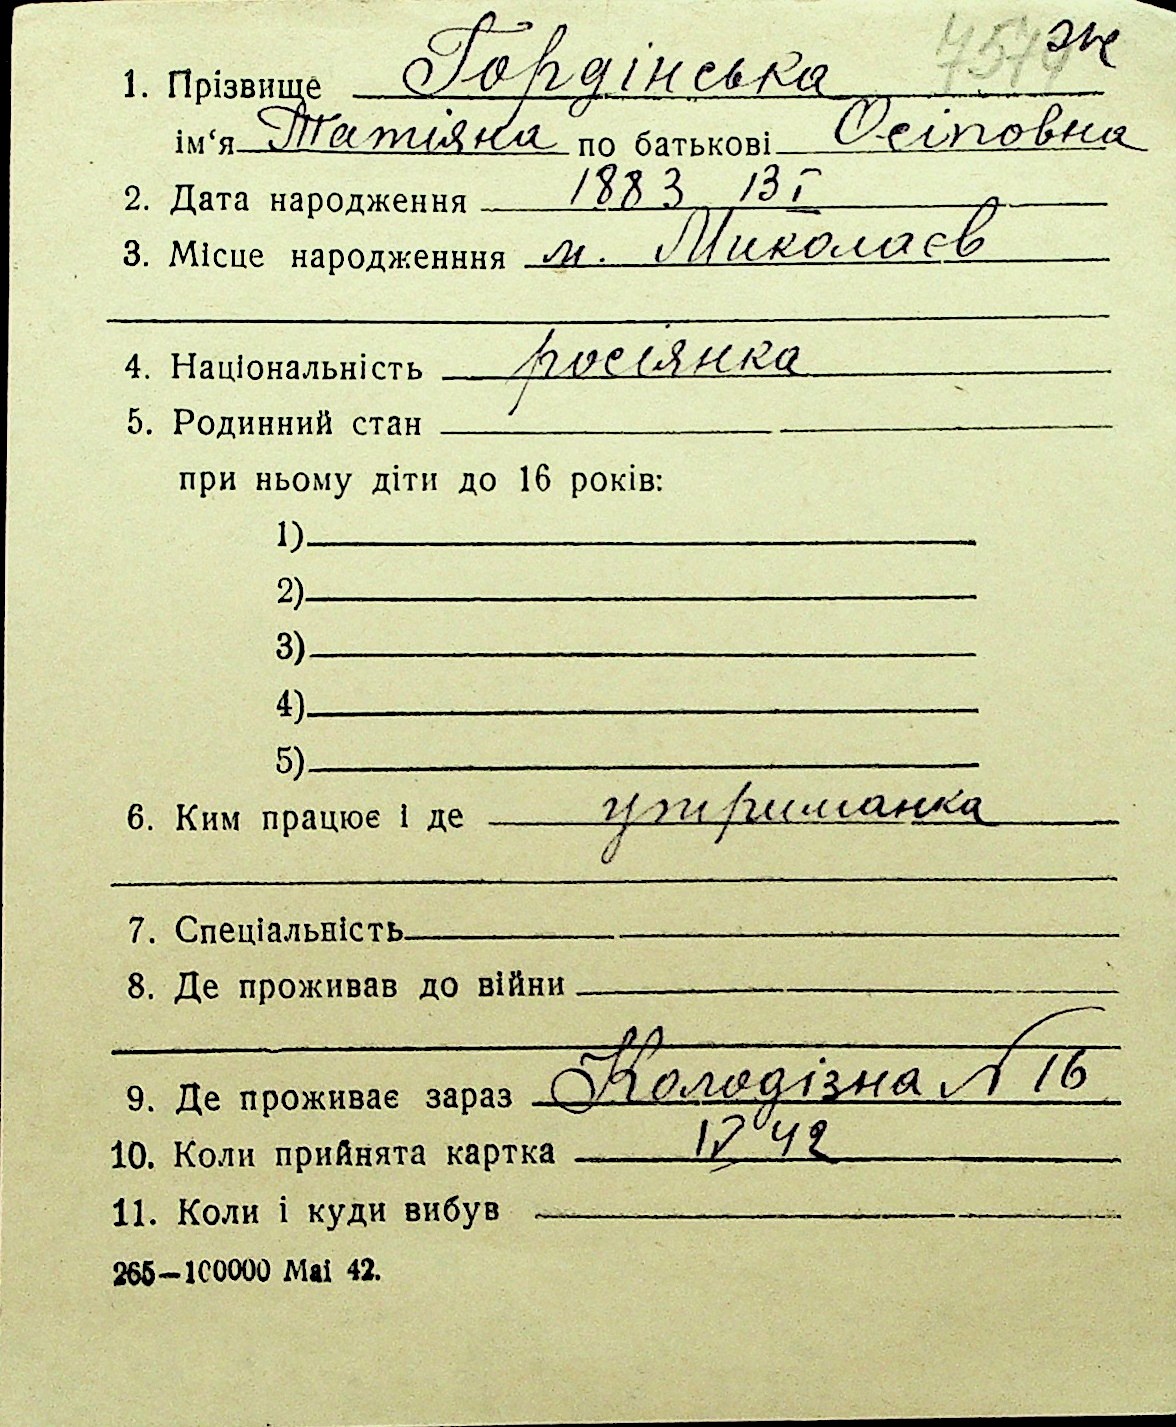 7574 ж
1. Прізвище Гордінська
ім‘я Татіяна по батькові Осіповна
2. Дата народження 1883 13 I
3. Місце народженння м. Миколаєв
4. Національність росіянка
5. Родинний стан
при ньому діти до 16 років:
1)
2)
3)
4)
5)
6. Ким працює і де утриманка
7. Спеціальність
8. Де проживав до війни
9. Де проживає зараз Колодізна № 16
10. Коли прийнята картка IV 42
11. Коли і куди вибув
265—100000 Mai 42.